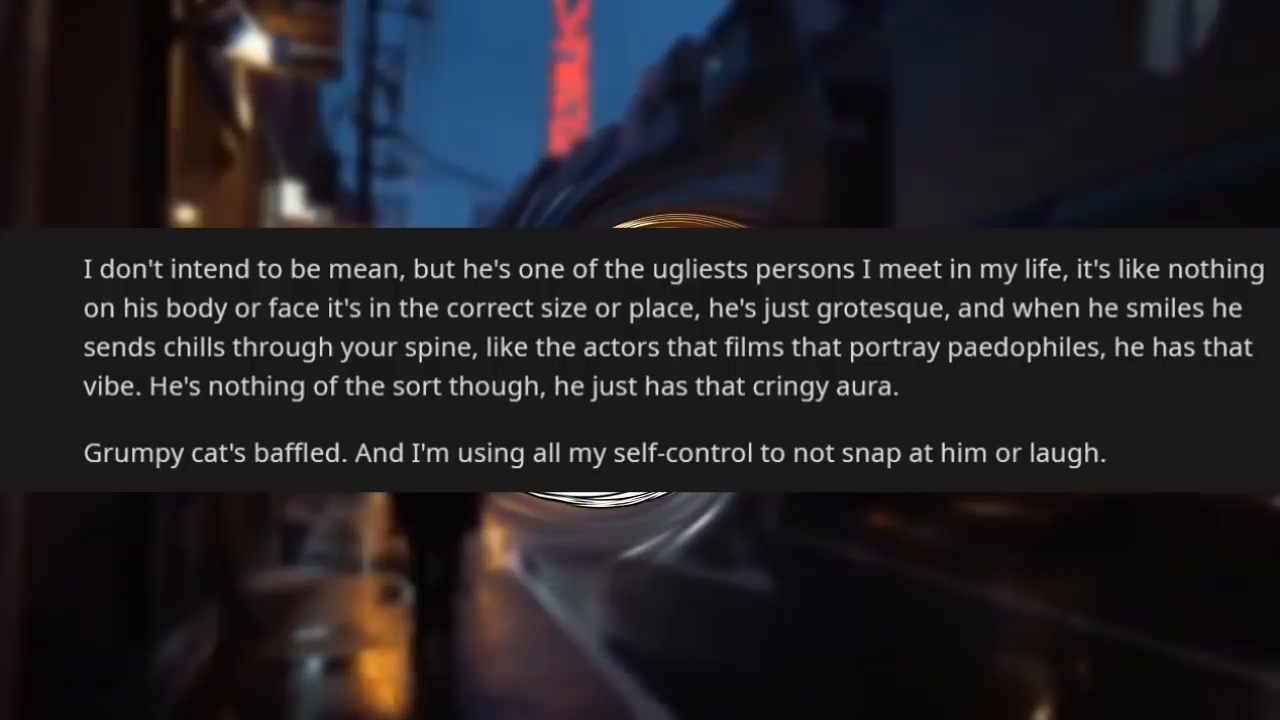 I don't intend to be mean, but he's one of the ugliests persons I meet in my life, it's like nothing
on his body or face it's in the correct size or place, he's just grotesque, and when he smiles he
sends chills through your spine, like the actors that films that portray paedophiles, he has that
vibe. He's nothing of the sort though, he just has that cringy aura.
Grumpy cat's baffled. And I'm using all my self-control to not snap at him or laugh.